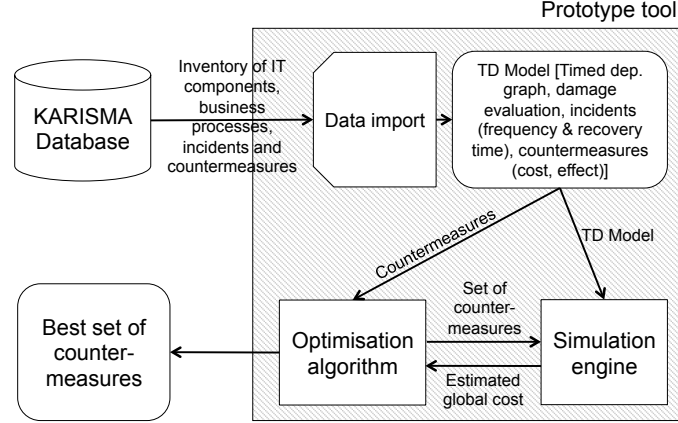 Prototype tool
KARISMA
Database
Inventory of IT
components,
business
processes,
incidents and
countermeasures
Data import
TD Model [Timed dep.
graph, damage
evaluation, incidents
(frequency & recovery
time), countermeasures
(cost, effect)]
Countermeasures
TD Model
Best set of
counter-
measures
Optimisation
algorithm
Set of
counter-
measures
Estimated
global cost
Simulation
engine